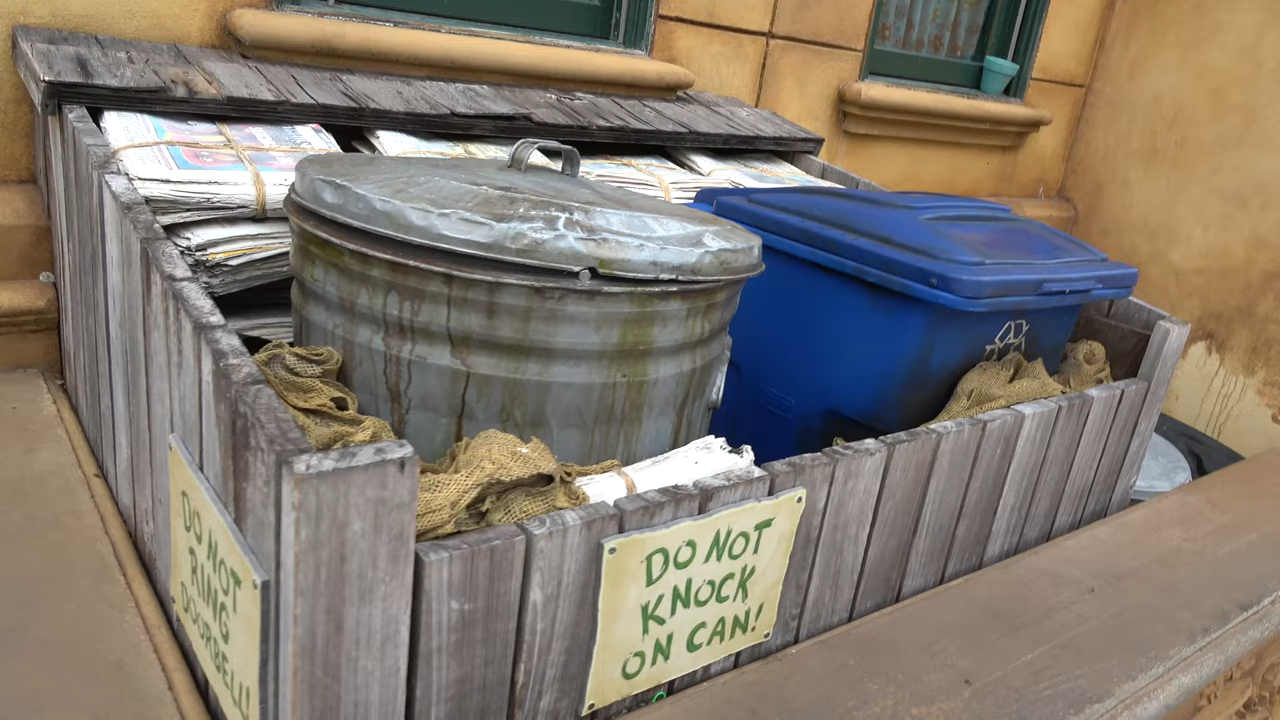 DO NOT
RING
DOORBELL!
DO NOT
KNOCK
ON CAN!